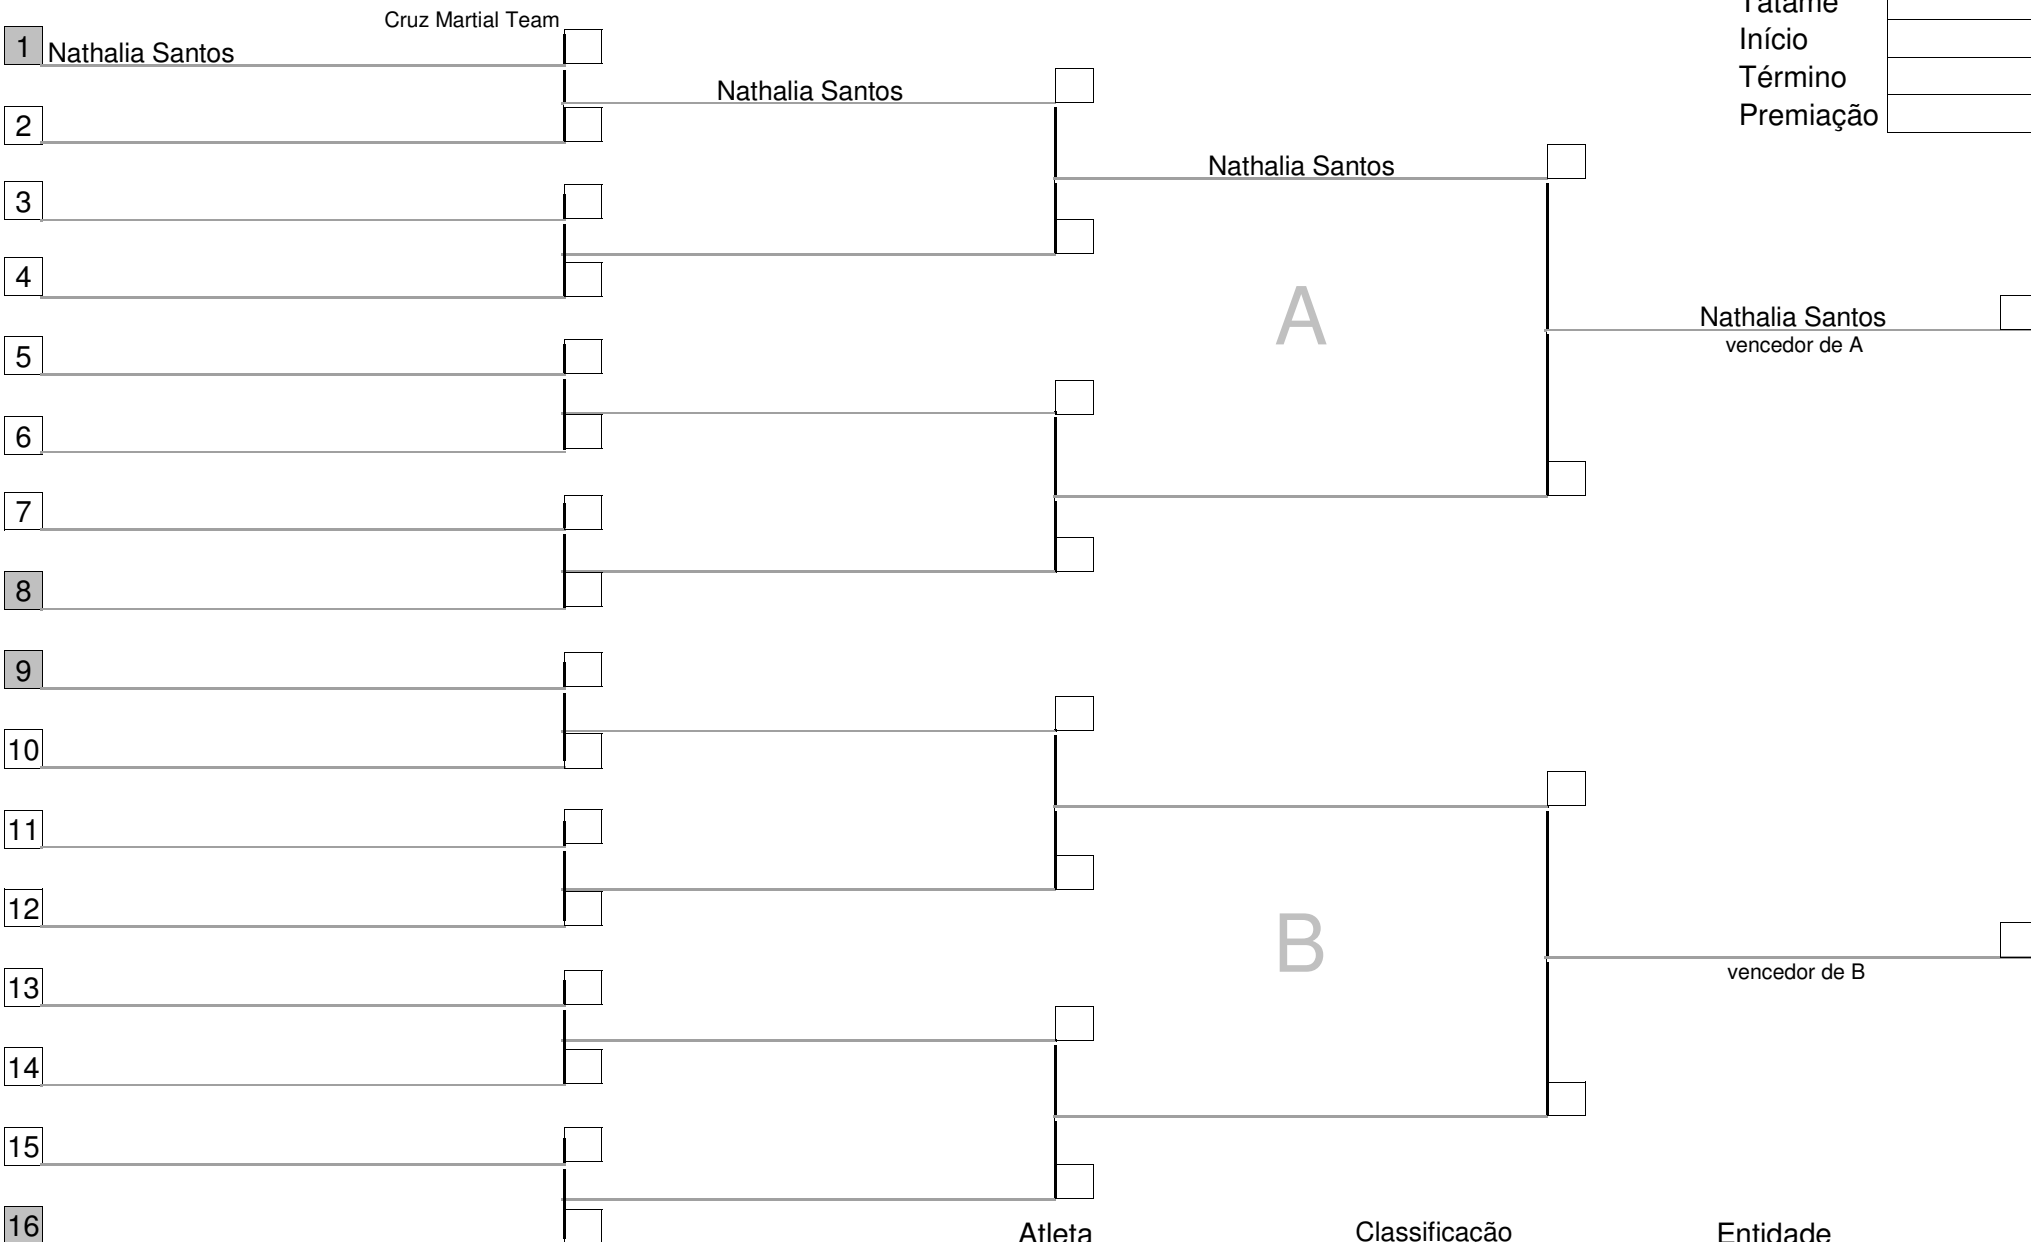 Cruz Martial Team
1 Nathalia Santos
Tatame
Início
Término
Premiação
Nathalia Santos
2
Nathalia Santos
3
4
A
Nathalia Santos
vencedor de A
5
6
7
8
9
10
11
12
B
vencedor de B
13
14
15
16
Atleta Classificação Entidade